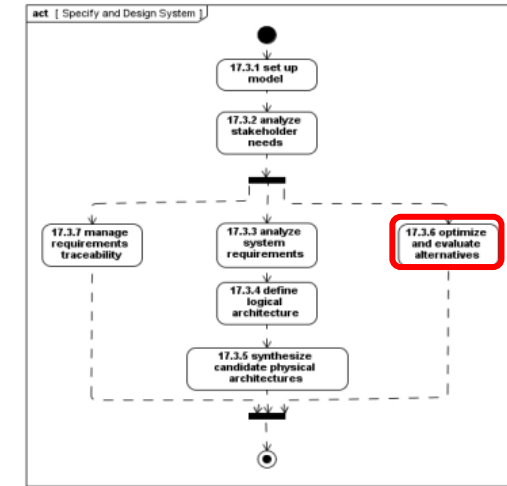 act [ Specify and Design System ]
17.3.1 set up
model
17.3.2 analyze
stakeholder
needs
17.3.7 manage
requirements
traceability
17.3.3 analyze
system
requirements
17.3.6 optimize
and evaluate
alternatives
17.3.4 define
logical
architecture
17.3.5 synthesize
candidate physical
architectures